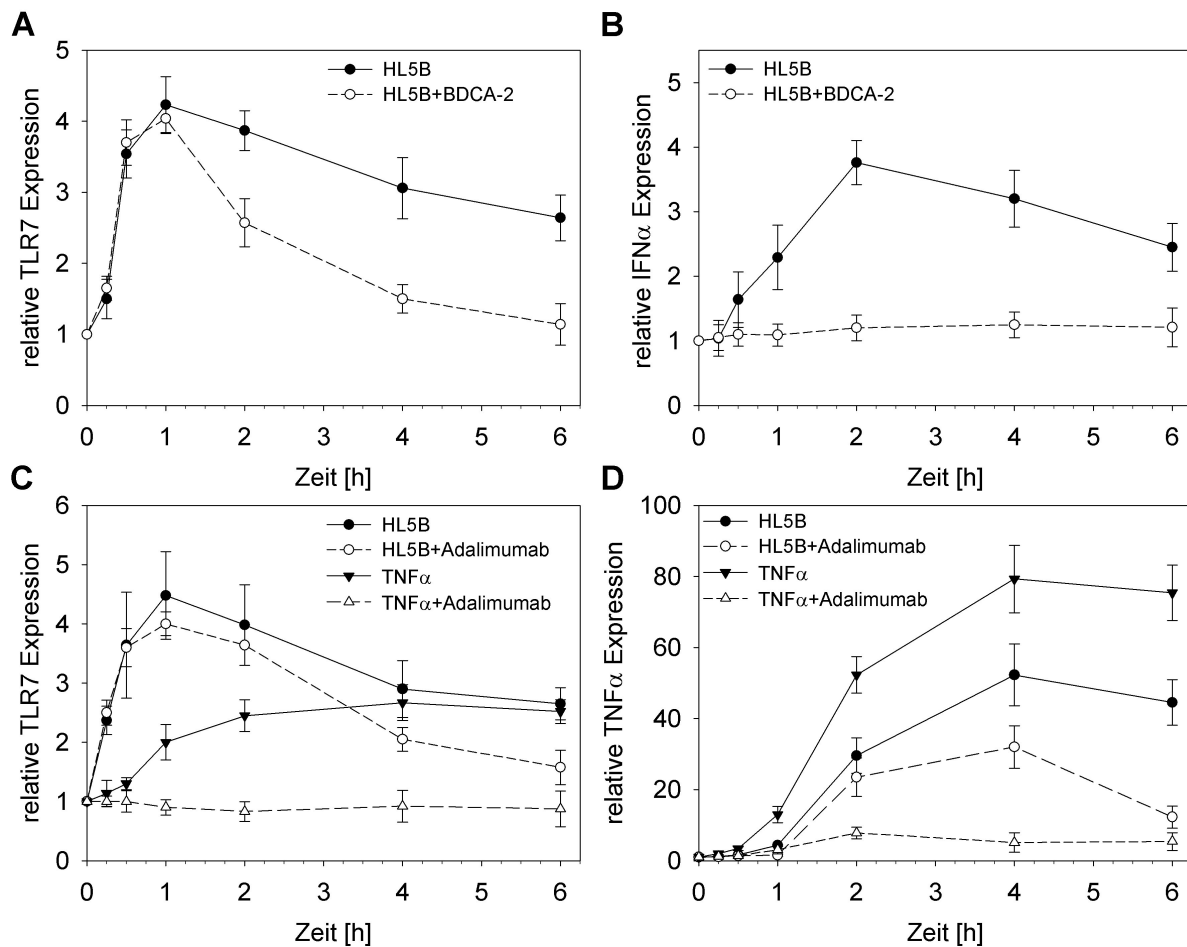 A
relative TLR7 Expression
5
4
3
2
1
0
HL5B
HL5B+BDCA-2
0 1 2 3 4 5 6
Zeit [h]
B
relative IFNα Expression
5
4
3
2
1
0
HL5B
HL5B+BDCA-2
0 1 2 3 4 5 6
Zeit [h]
C
relative TLR7 Expression
6
5
4
3
2
1
0
HL5B
HL5B+Adalimumab
TNFα
TNFα+Adalimumab
0 1 2 3 4 5 6
Zeit [h]
D
relative TNFα Expression
100
80
60
40
20
0
HL5B
HL5B+Adalimumab
TNFα
TNFα+Adalimumab
0 1 2 3 4 5 6
Zeit [h]